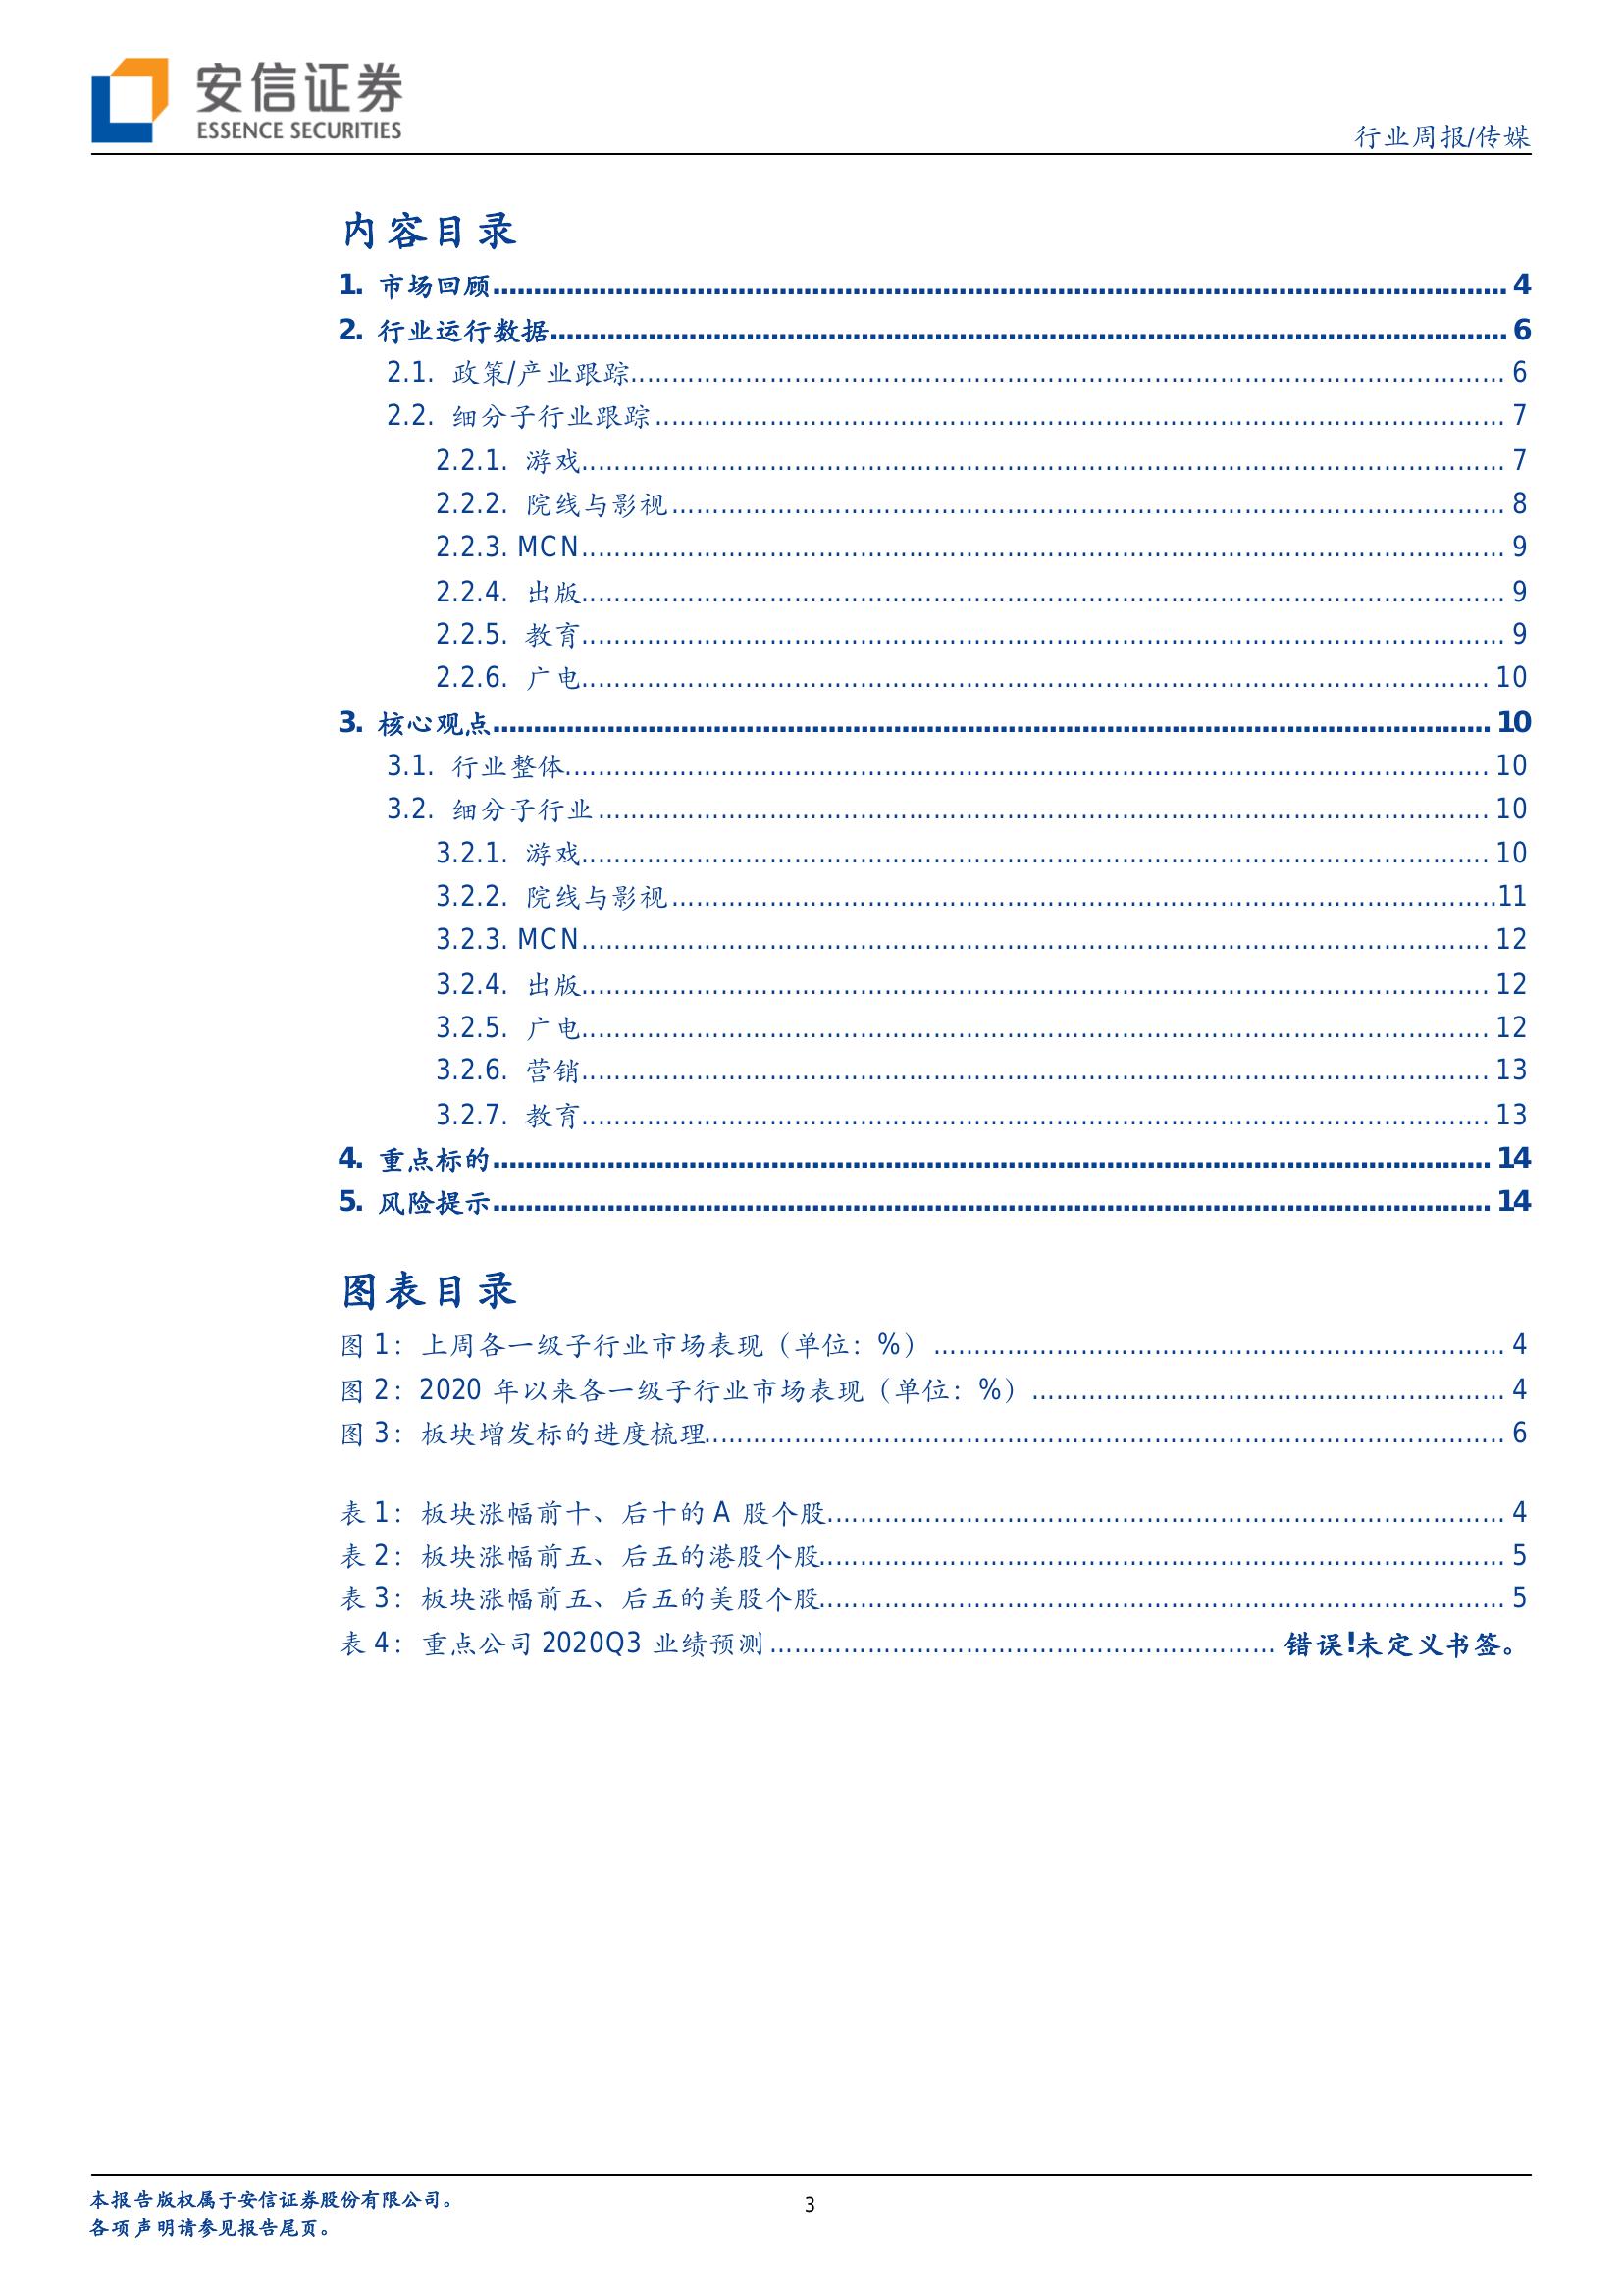 安信证券
ESSENCE SECURITIES
行业周报/传媒
内容目录
1. 市场回顾 4
2. 行业运行数据 6
2.1. 政策/产业跟踪 6
2.2. 细分子行业跟踪 7
2.2.1. 游戏 7
2.2.2. 院线与影视 8
2.2.3. MCN 9
2.2.4. 出版 9
2.2.5. 教育 9
2.2.6. 广电 10
3. 核心观点 10
3.1. 行业整体 10
3.2. 细分子行业 10
3.2.1. 游戏 10
3.2.2. 院线与影视 11
3.2.3. MCN 12
3.2.4. 出版 12
3.2.5. 广电 12
3.2.6. 营销 13
3.2.7. 教育 13
4. 重点标的 14
5. 风险提示 14
图表目录
图 1：上周各一级子行业市场表现（单位：%） 4
图 2：2020 年以来各一级子行业市场表现（单位：%） 4
图 3：板块增发标的进度梳理 6
表 1：板块涨幅前十、后十的 A 股个股 4
表 2：板块涨幅前五、后五的港股个股 5
表 3：板块涨幅前五、后五的美股个股 5
表 4：重点公司 2020Q3 业绩预测 错误!未定义书签。
本报告版权属于安信证券股份有限公司。
3
各项声明请参见报告尾页。